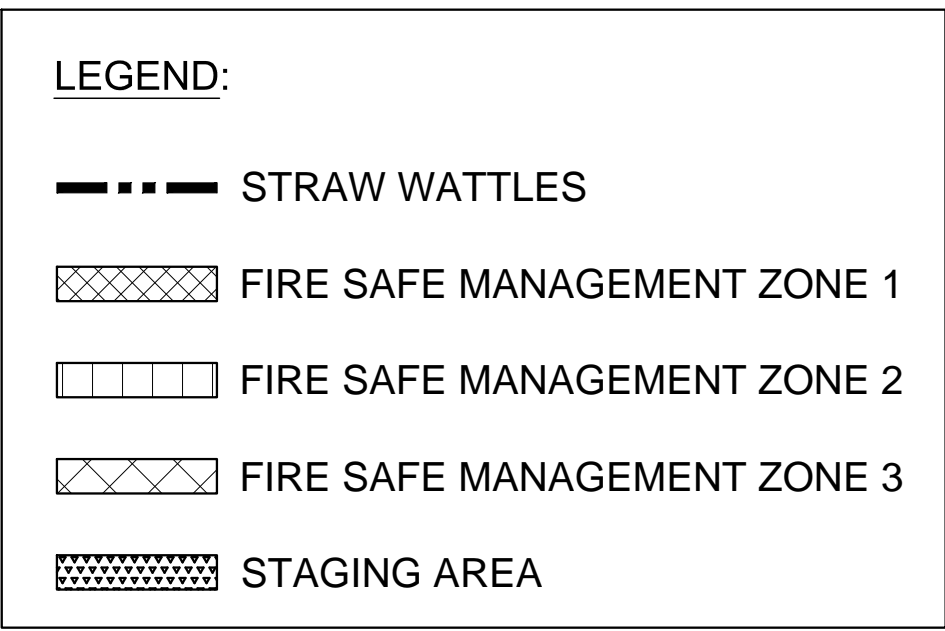 LEGEND:
STRAW WATTLES
FIRE SAFE MANAGEMENT ZONE 1
FIRE SAFE MANAGEMENT ZONE 2
FIRE SAFE MANAGEMENT ZONE 3
STAGING AREA